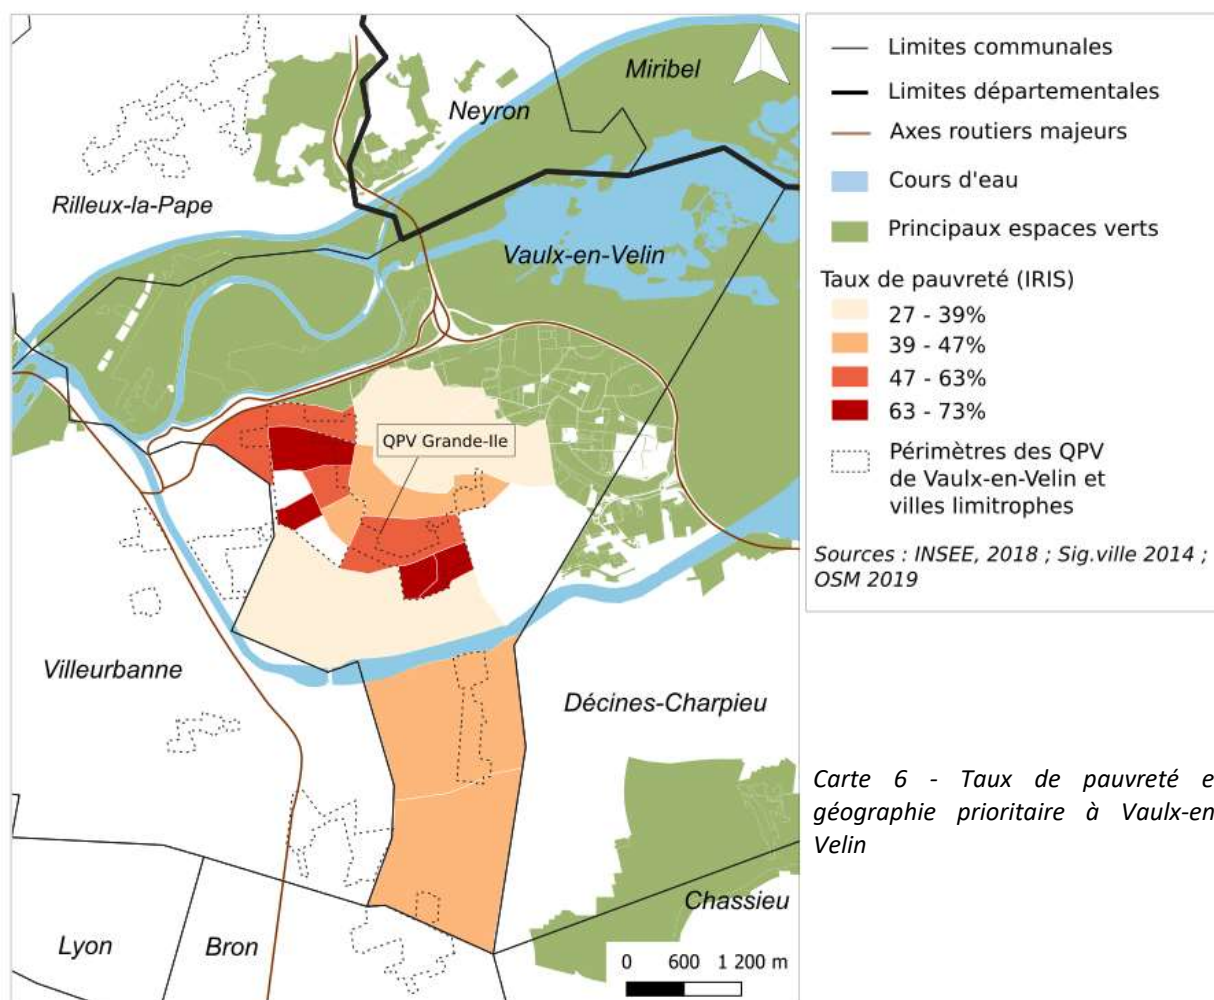 Miribel
Neyron
Rilleux-la-Pape
Vaulx-en-Velin
QPV Grande-Ile
Villeurbanne
Décines-Charpieu
Chassieu
Lyon
Bron
0 600 1 200 m
Limites communales
Limites départementales
Axes routiers majeurs
Cours d'eau
Principaux espaces verts
Taux de pauvreté (IRIS)
27 - 39%
39 - 47%
47 - 63%
63 - 73%
Périmètres des QPV
de Vaulx-en-Velin et
villes limitrophes
Sources : INSEE, 2018 ; Sig.ville 2014 ;
OSM 2019
Carte 6 - Taux de pauvreté e
géographie prioritaire à Vaulx-en
Velin